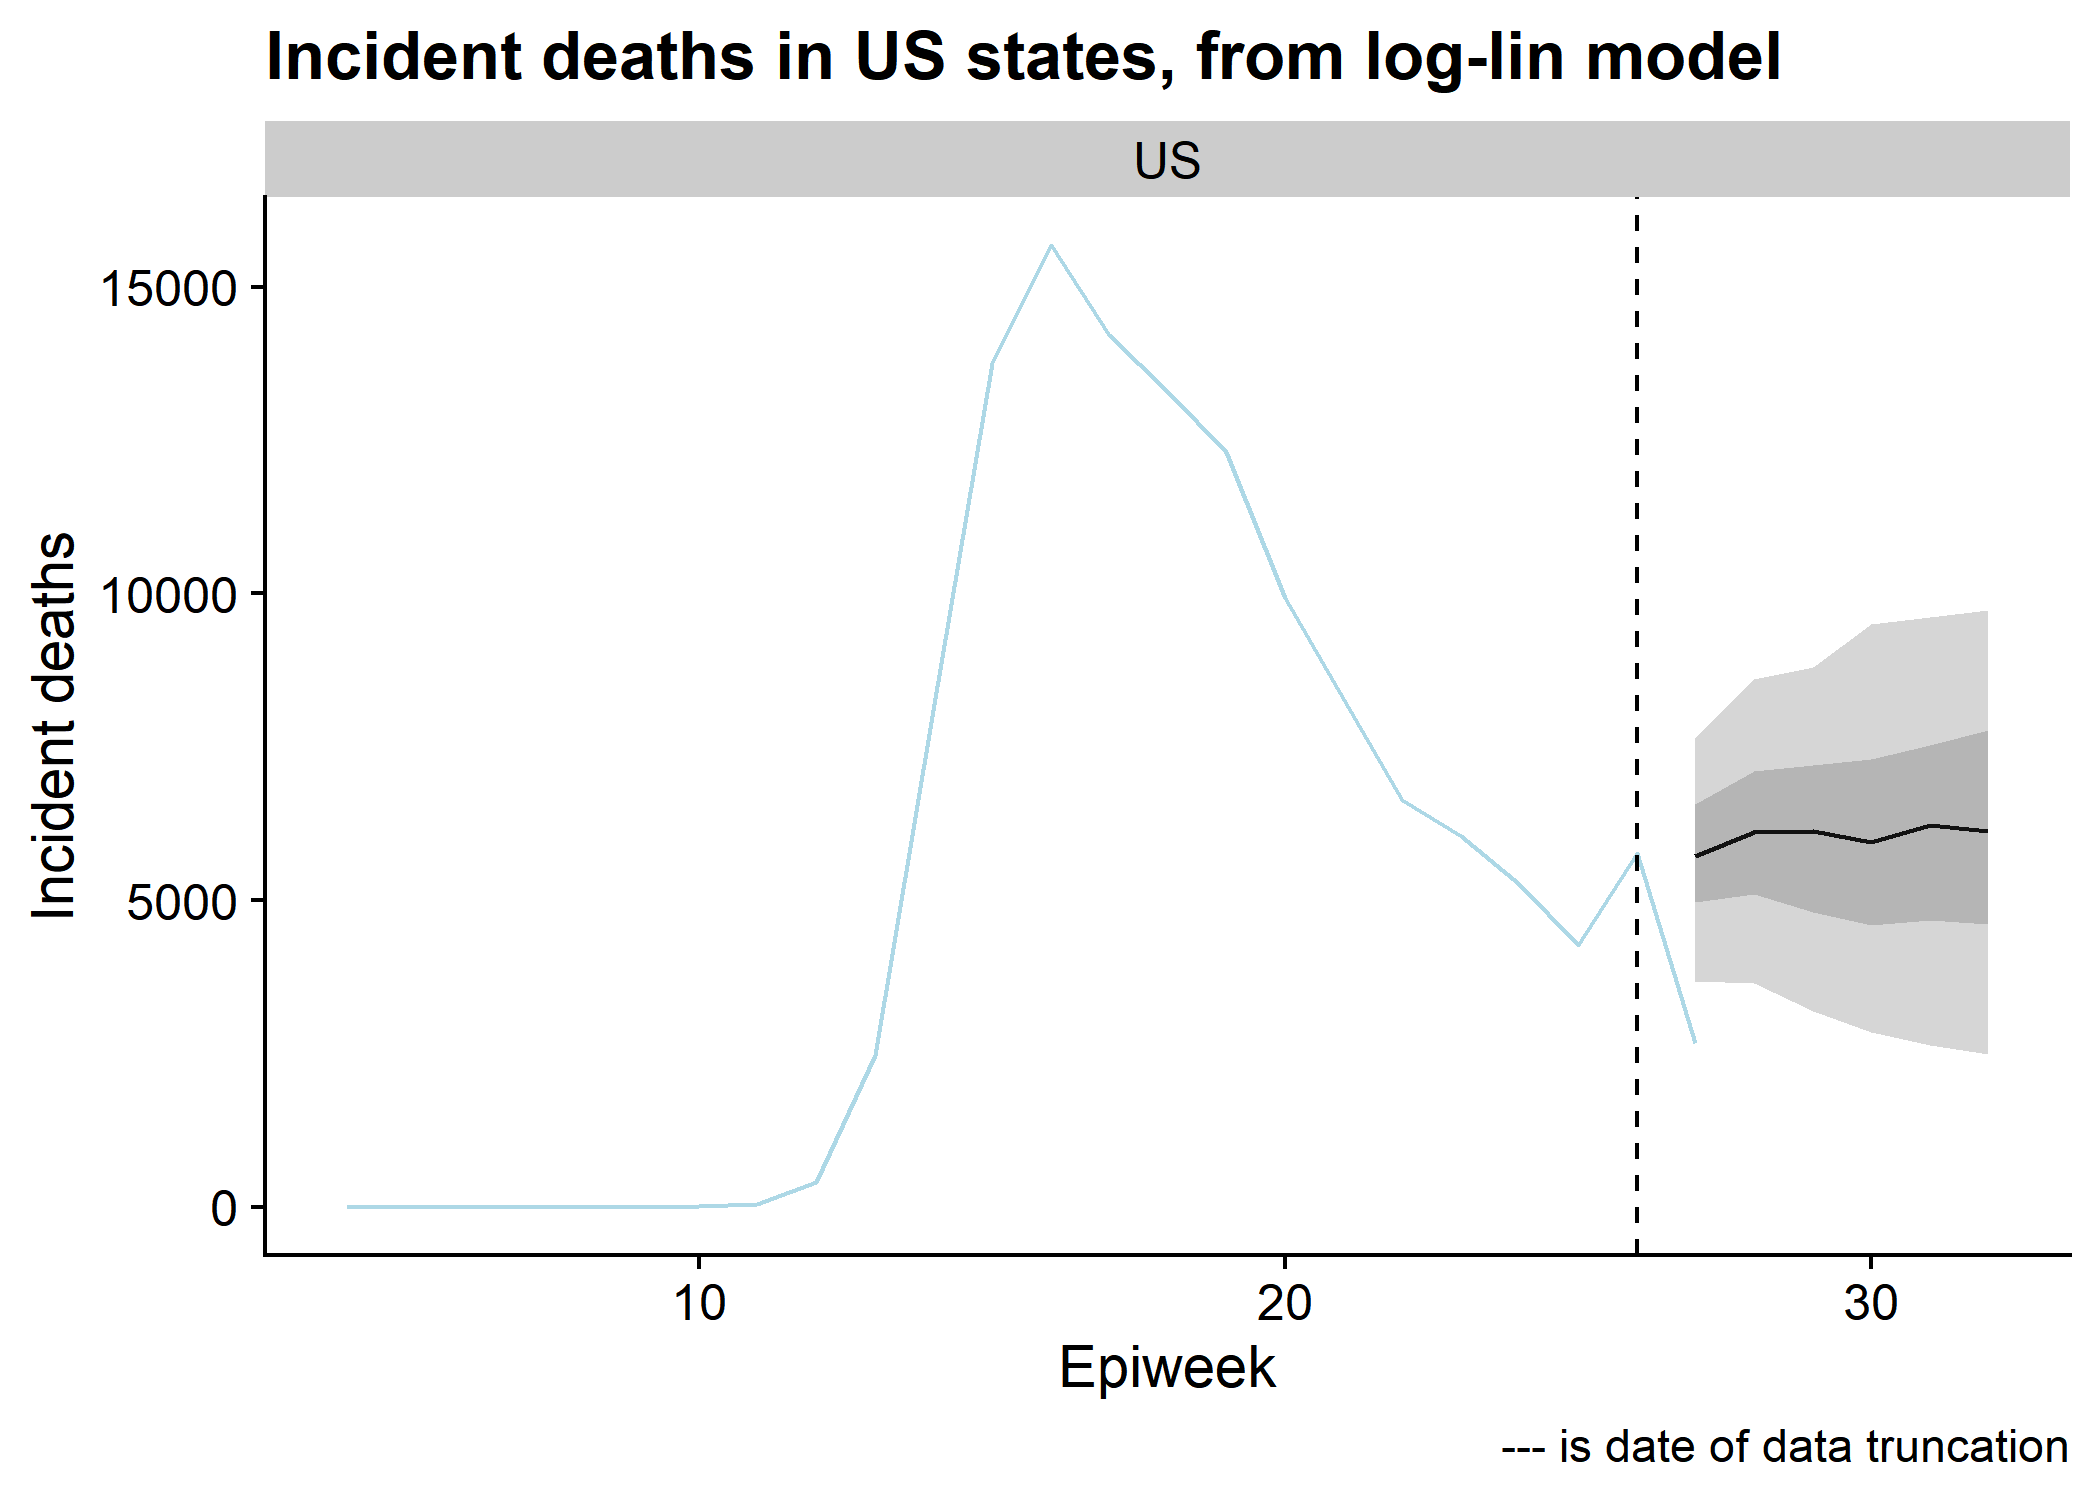 Incident deaths in US states, from log-lin model
US
15000
10000
5000
0
Incident deaths
10 20 30
Epiweek
--- is date of data truncation